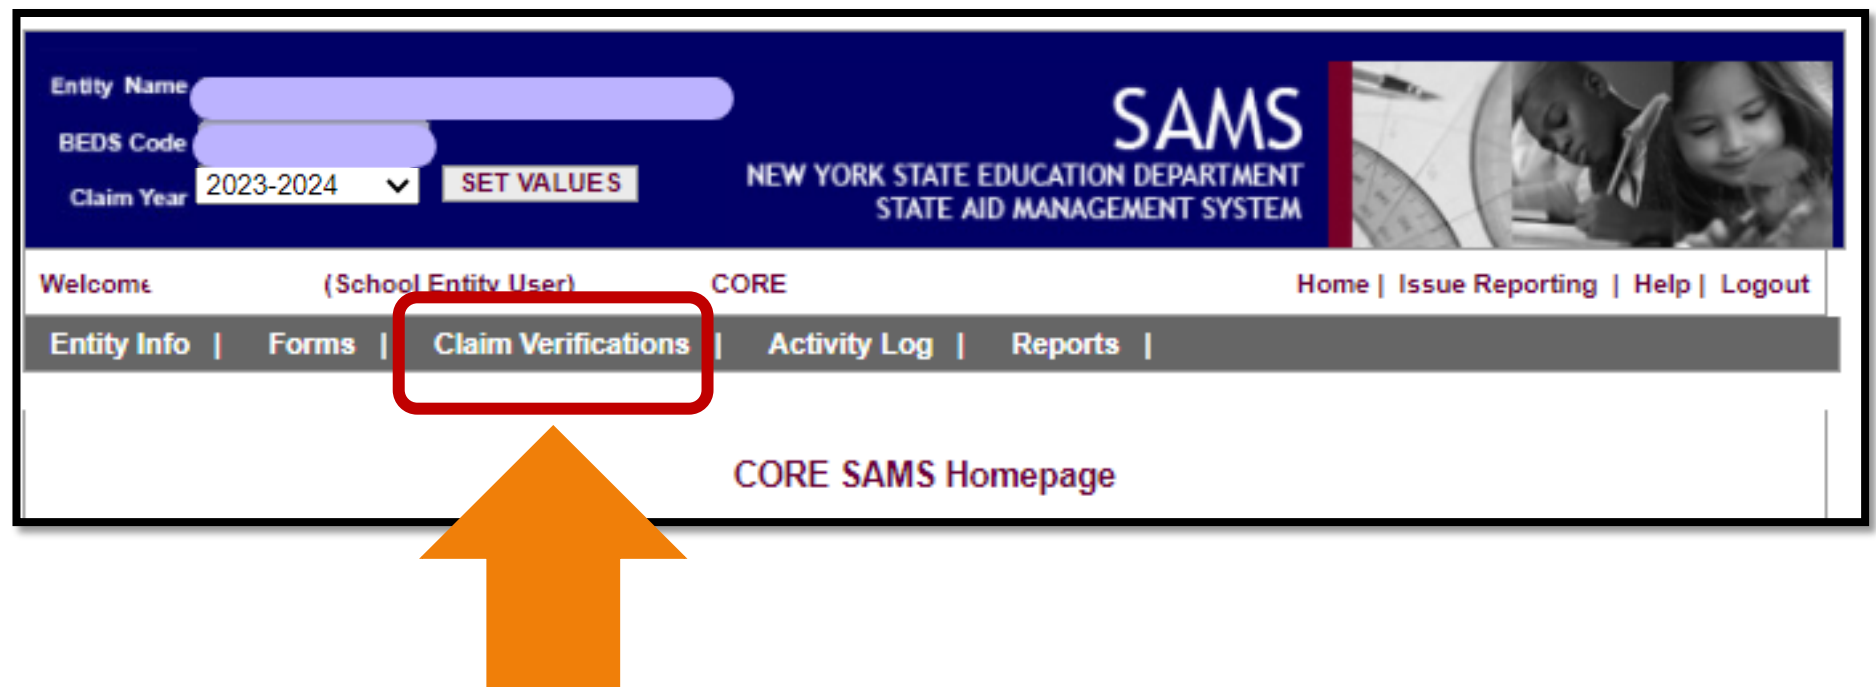 Entity Name
BEDS Code
Claim Year 2023-2024 SET VALUES
SAMS
NEW YORK STATE EDUCATION DEPARTMENT
STATE AID MANAGEMENT SYSTEM
Welcome (School Entity User) CORE Home | Issue Reporting | Help | Logout
Entity Info | Forms | Claim Verifications | Activity Log | Reports |
CORE SAMS Homepage